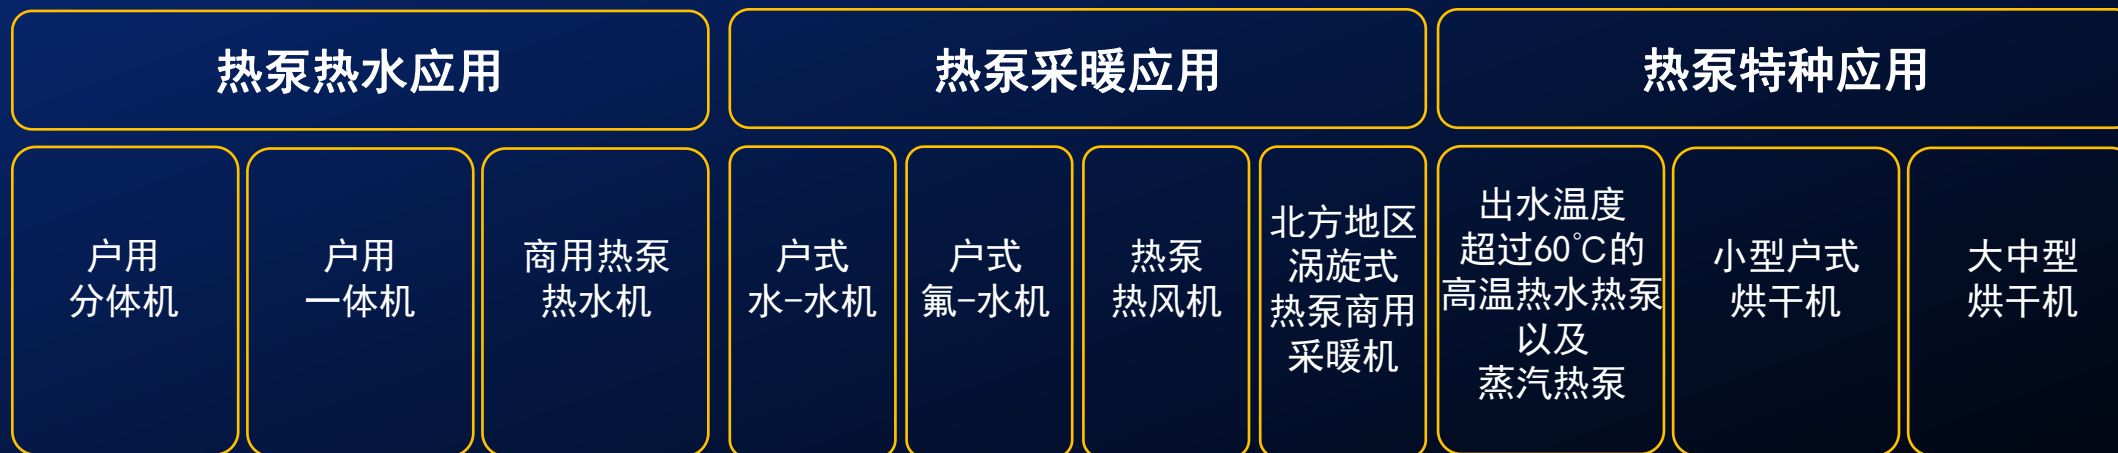 热泵热水应用
热泵采暖应用
热泵特种应用
户用
分体机
户用
一体机
商用热泵
热水机
户式
水-水机
户式
氟-水机
热泵
热风机
北方地区
涡旋式
热泵商用
采暖机
出水温度
超过60℃的
高温热水热泵
以及
蒸汽热泵
小型户式
烘干机
大中型
烘干机